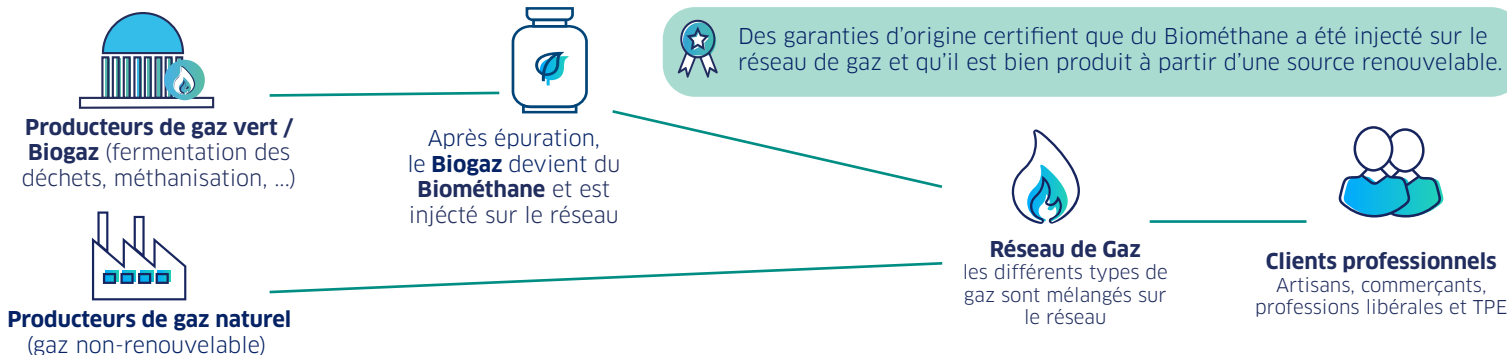 Des garanties d'origine certifient que du Biométhane a été injecté sur le
réseau de gaz et qu'il est bien produit à partir d'une source renouvelable.
Producteurs de gaz vert /
Biogaz (fermentation des
déchets, méthanisation, ...)
Après épuration,
le Biogaz devient du
Biométhane et est
injécté sur le réseau
Producteurs de gaz naturel
(gaz non-renouvelable)
Réseau de Gaz
les différents types de
gaz sont mélangés sur
le réseau
Clients professionnels
Artisans, commerçants,
professions libérales et TPE